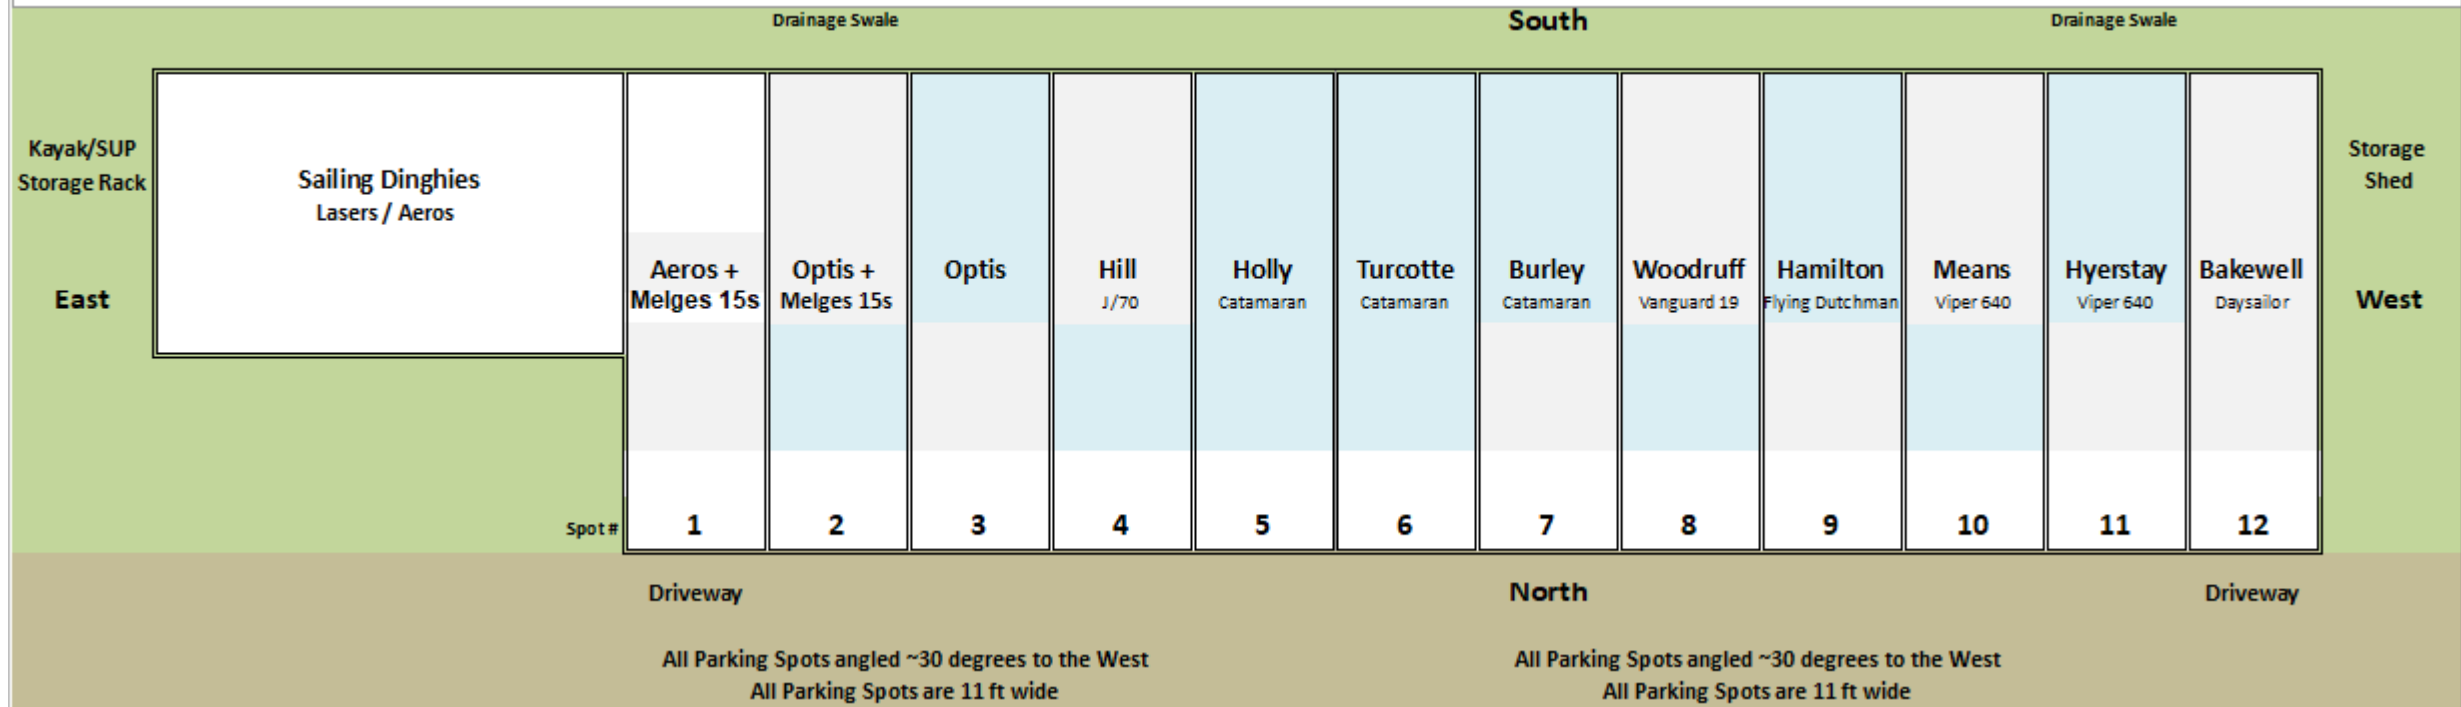 Drainage Swale South Drainage Swale
Kayak/SUP
Storage Rack
East
Sailing Dinghies
Lasers / Aeros
Aeros +
Melges 15s
Optis +
Melges 15s
Optis
Hill
J/70
Holly
Catamaran
Turcotte
Catamaran
Burley
Catamaran
Woodruff
Vanguard 19
Hamilton
Flying Dutchman
Means
Viper 640
Hyerstay
Viper 640
Bakewell
Daysailor
Storage
Shed
West
Spot # 1 2 3 4 5 6 7 8 9 10 11 12
Driveway North Driveway
All Parking Spots angled ~30 degrees to the West
All Parking Spots are 11 ft wide
All Parking Spots angled ~30 degrees to the West
All Parking Spots are 11 ft wide